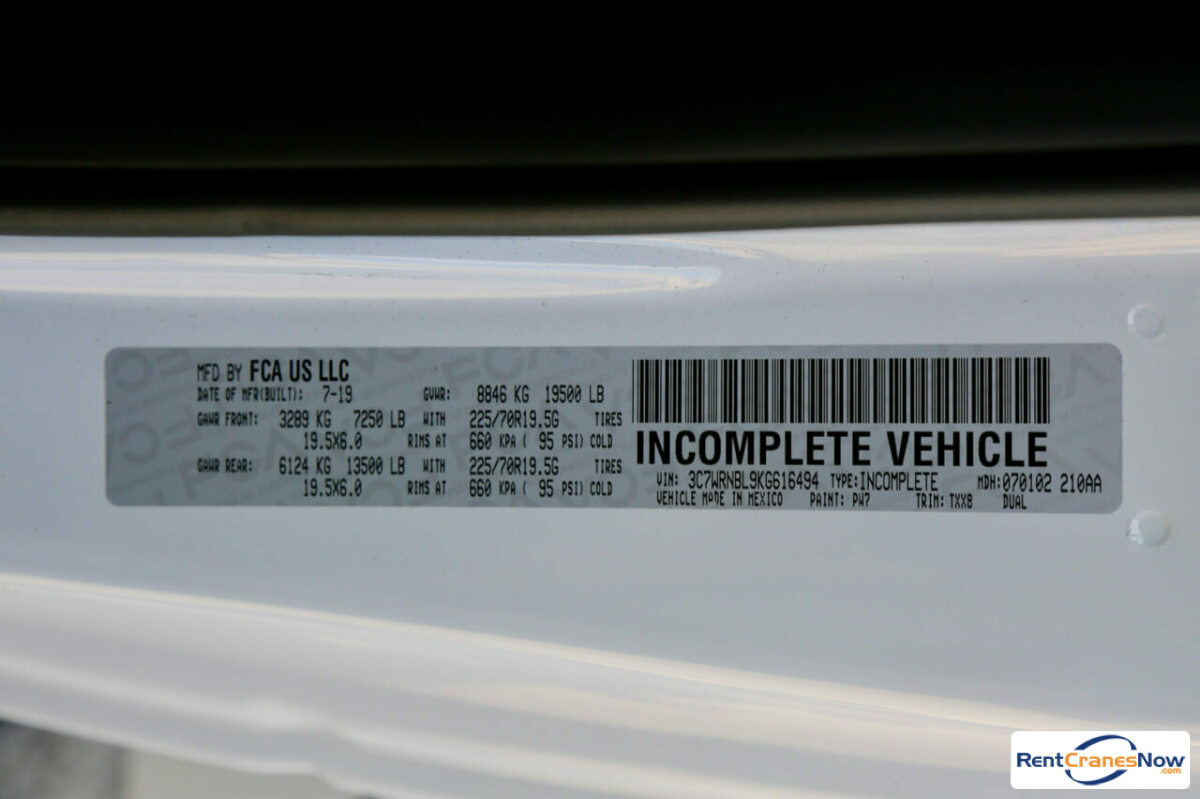 MFD BY FCA US LLC
DATE OF MFR(BUILT): 7-19 GVWR: 8846 KG 19500 LB
GAWR FRONT: 3289 KG 7250 LB WITH 225/70R19.5G TIRES
19.5X6.0 RIMS AT 660 KPA ( 95 PSI) COLD
GAWR REAR: 6124 KG 13500 LB WITH 225/70R19.5G TIRES
19.5X6.0 RIMS AT 660 KPA ( 95 PSI) COLD
INCOMPLETE VEHICLE
VIN: 3C7WRNBL9KG616494 TYPE: INCOMPLETE MDH: 070102 210AA
VEHICLE MADE IN MEXICO PAINT: PW7 TRIM: TXX8 DUAL
RentCranesNow
.com